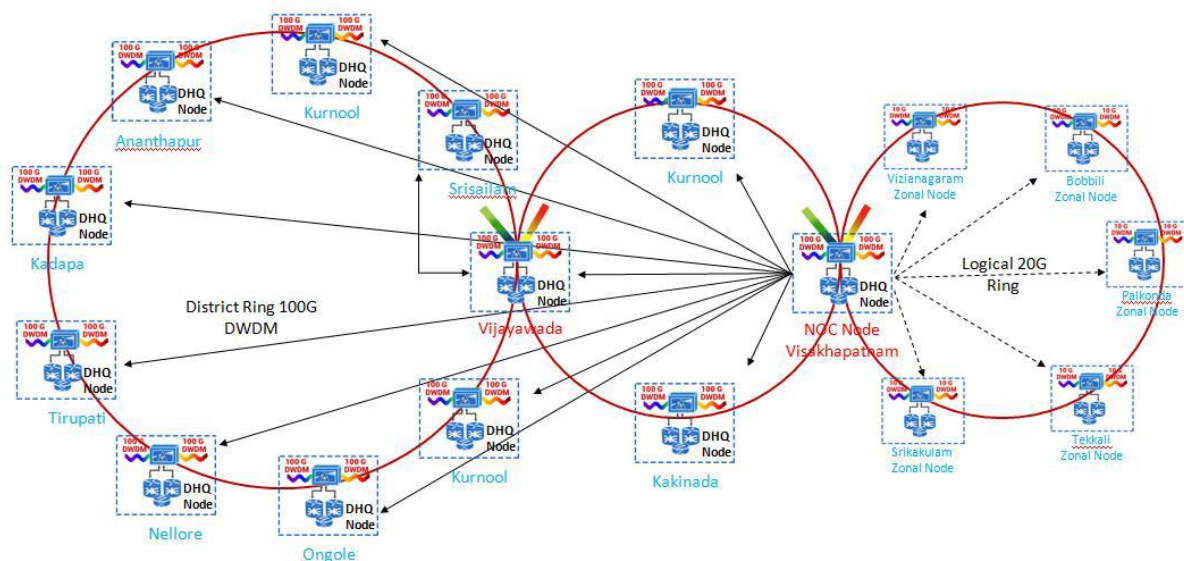 100 G 100 G
DWDM DWDM
DHQ
Node
Kurnool
100 G 100 G
DWDM DWDM
DHQ
Node
Ananthapur
100 G 100 G
DWDM DWDM
DHQ
Node
Srisailam
100 G 100 G
DWDM DWDM
DHQ
Node
Kadapa
100 G 100 G
DWDM DWDM
DHQ
Node
Tirupati
100 G 100 G
DWDM DWDM
DHQ
Node
Nellore
100 G 100 G
DWDM DWDM
DHQ
Node
Ongole
100 G 100 G
DWDM DWDM
DHQ
Node
Kurnool
District Ring 100G
DWDM
100 G 100 G
DWDM DWDM
DHQ
Node
Vijayawada
100 G 100 G
DWDM DWDM
DHQ
Node
Kurnool
100 G 100 G
DWDM DWDM
DHQ
Node
Kakinada
100 G 100 G
DWDM DWDM
DHQ
Node
NOC Node
Visakhapatnam
10 G 10 G
DWDM DWDM
Vizianagaram
Zonal Node
10 G 10 G
DWDM DWDM
Bobbili
Zonal Node
Logical 20G
Ring
10 G 10 G
DWDM DWDM
Palkonda
Zonal Node
10 G 10 G
DWDM DWDM
Tekkali
Zonal Node
10 G 10 G
DWDM DWDM
Srikakulam
Zonal Node